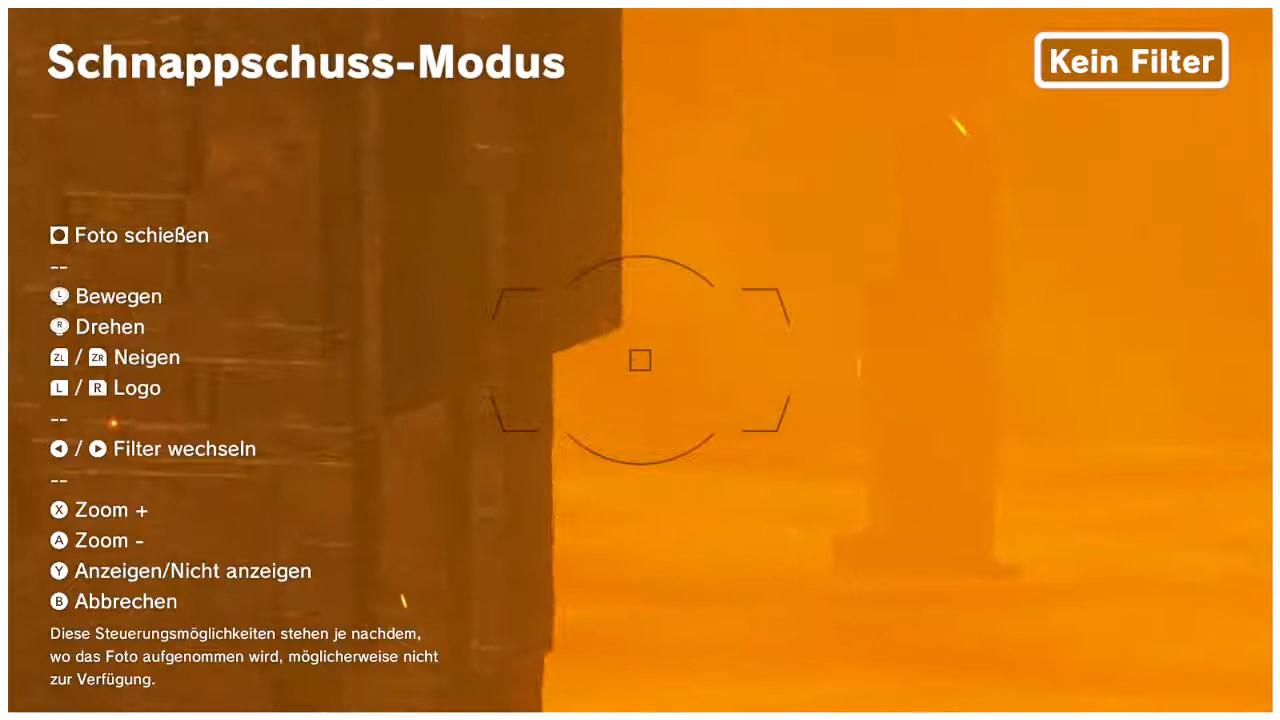 Schnappschuss-Modus
Kein Filter
Foto schießen
--
L Bewegen
R Drehen
ZL / ZR Neigen
L / R Logo
--
/ Filter wechseln
--
X Zoom +
A Zoom -
Y Anzeigen/Nicht anzeigen
B Abbrechen
Diese Steuerungsmöglichkeiten stehen je nachdem,
wo das Foto aufgenommen wird, möglicherweise nicht
zur Verfügung.